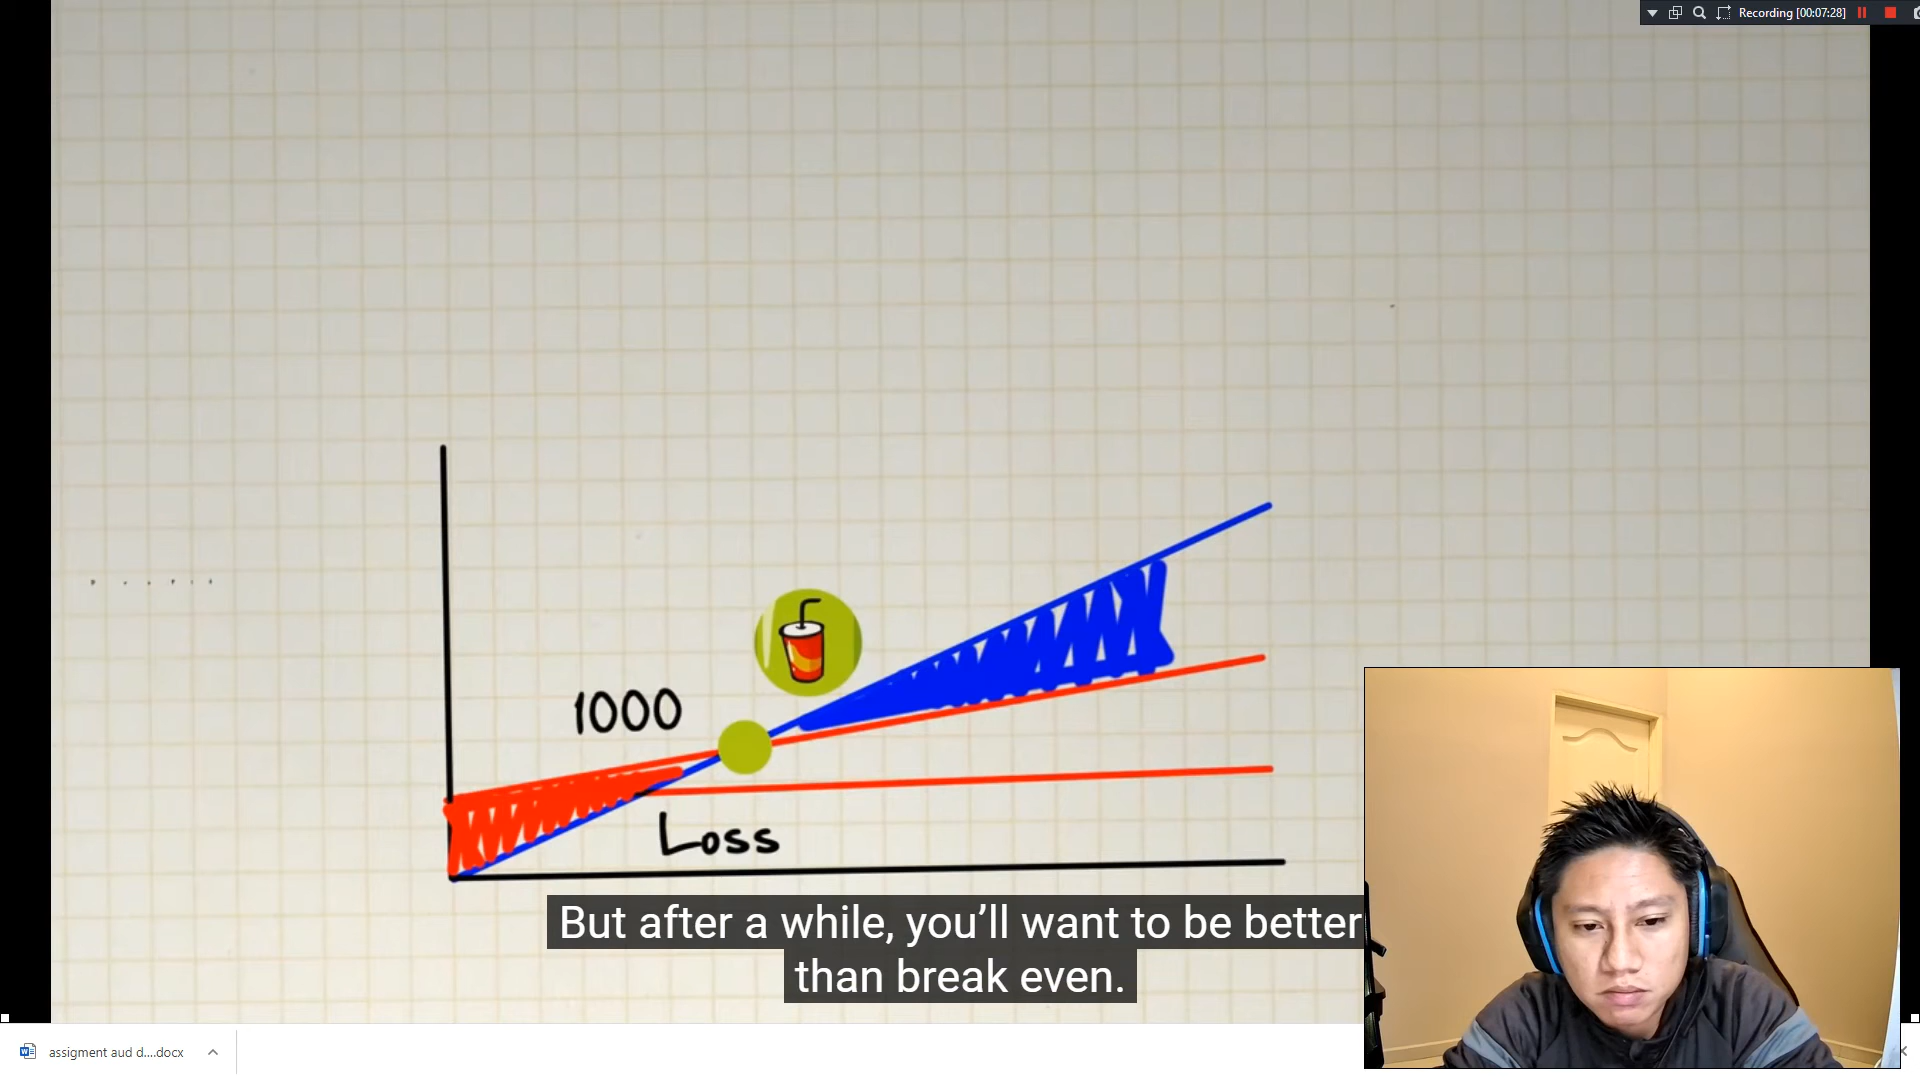 Recording [00:07:28]
1000
Loss
But after a while, you’ll want to be better
than break even.
assigment aud d....docx